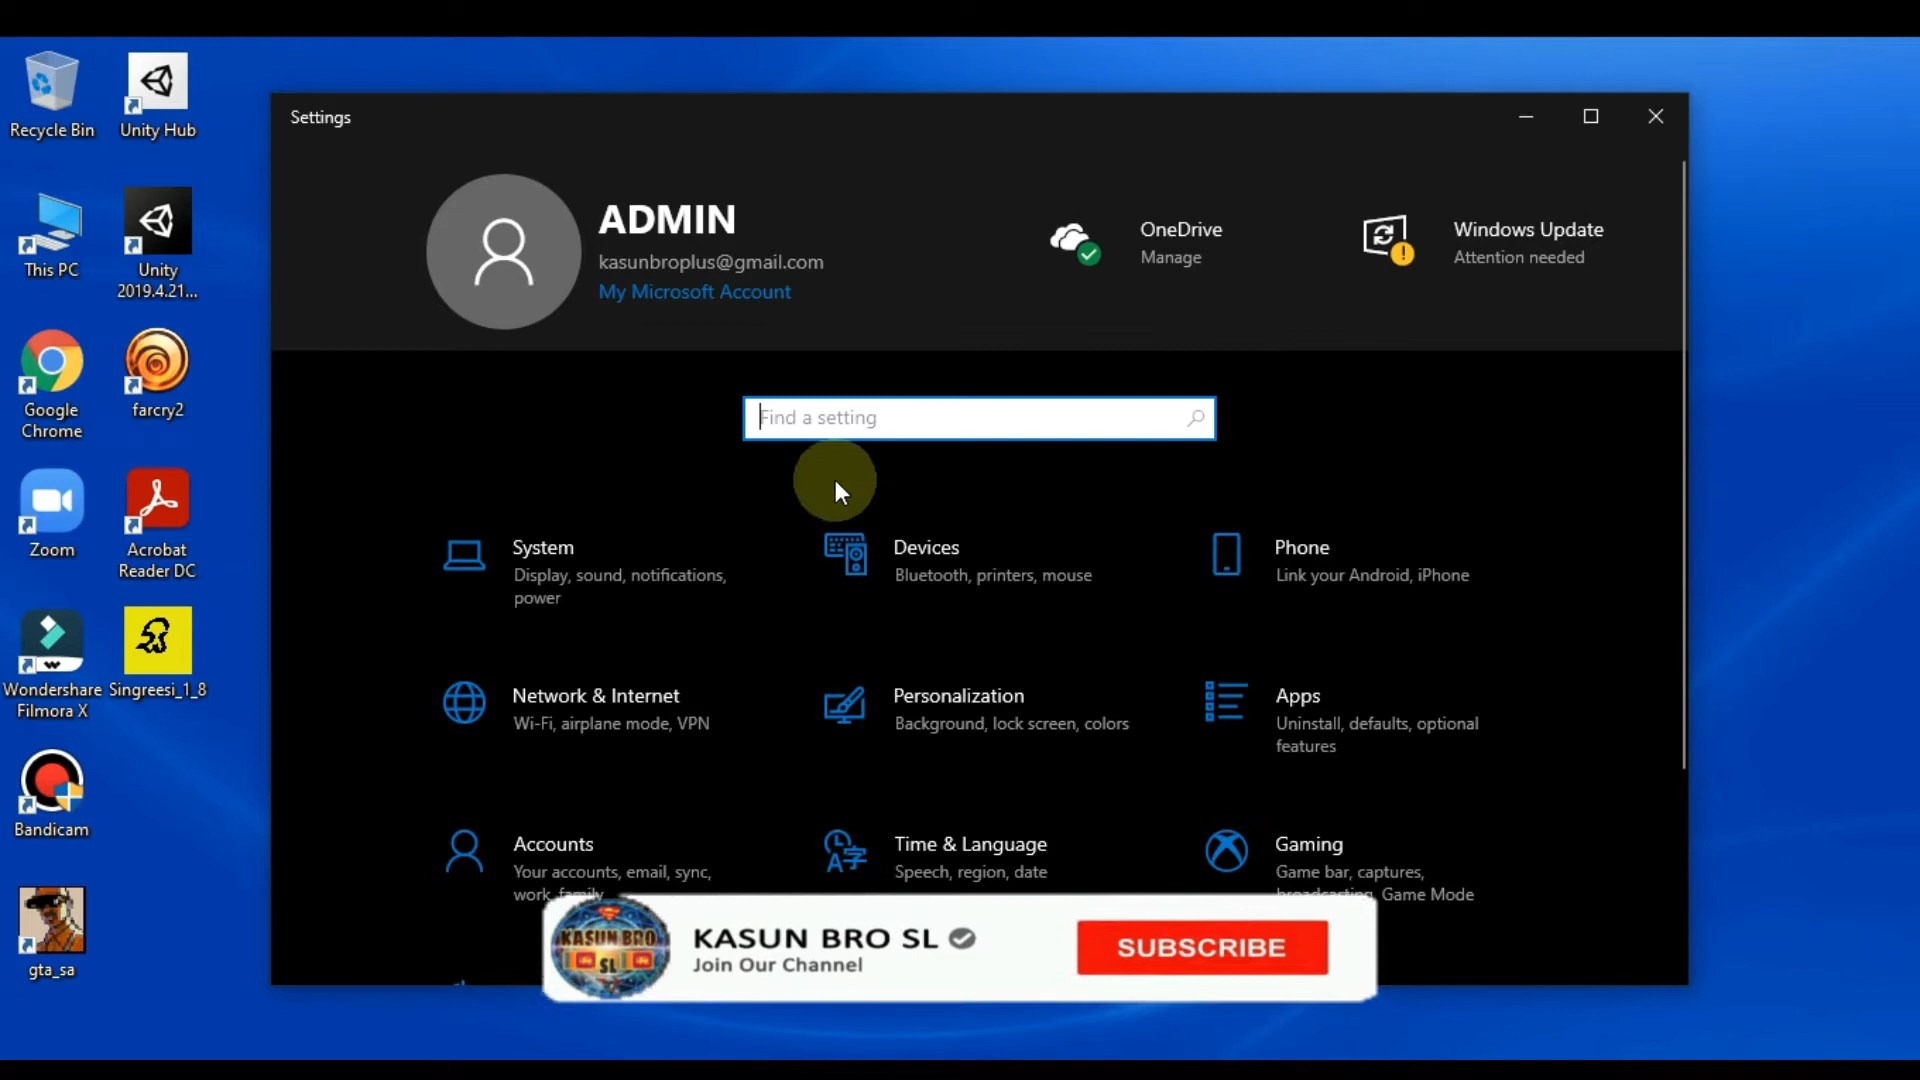 Recycle Bin
Unity Hub
This PC
Unity
2019.4.21...
Google
Chrome
farcry2
Zoom
Acrobat
Reader DC
Wondershare
Filmora X
Singreesi_1_8
Bandicam
gta_sa
Settings
ADMIN
kasunbroplus@gmail.com
My Microsoft Account
OneDrive
Manage
Windows Update
Attention needed
Find a setting
System
Display, sound, notifications,
power
Devices
Bluetooth, printers, mouse
Phone
Link your Android, iPhone
Network & Internet
Wi-Fi, airplane mode, VPN
Personalization
Background, lock screen, colors
Apps
Uninstall, defaults, optional
features
Accounts
Your accounts, email, sync,
work, family
Time & Language
Speech, region, date
Gaming
Game bar, captures,
broadcasting, Game Mode
KASUN BRO
SL
KASUN BRO SL
Join Our Channel
SUBSCRIBE